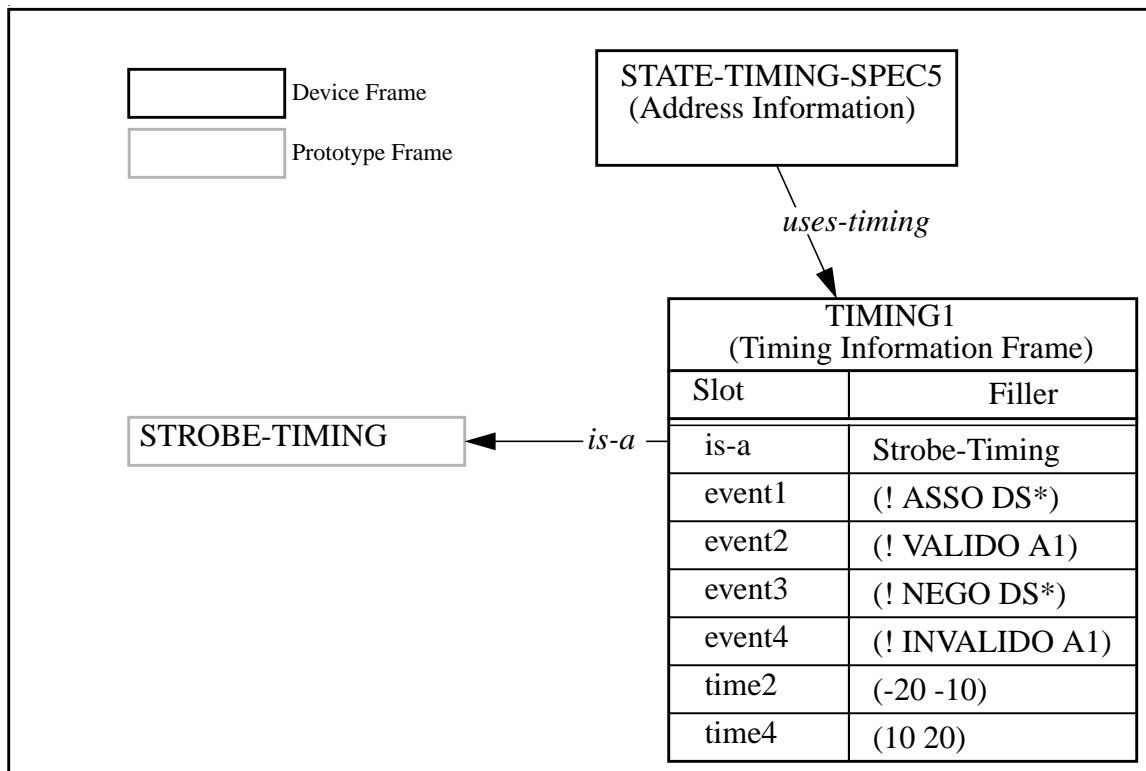 Device Frame
Prototype Frame
STATE-TIMING-SPEC5
(Address Information)
uses-timing
TIMING1
(Timing Information Frame)
Slot Filler
STROBE-TIMING
is-a
is-a Strobe-Timing
event1 (! ASSO DS*)
event2 (! VALIDO A1)
event3 (! NEGO DS*)
event4 (! INVALIDO A1)
time2 (-20 -10)
time4 (10 20)